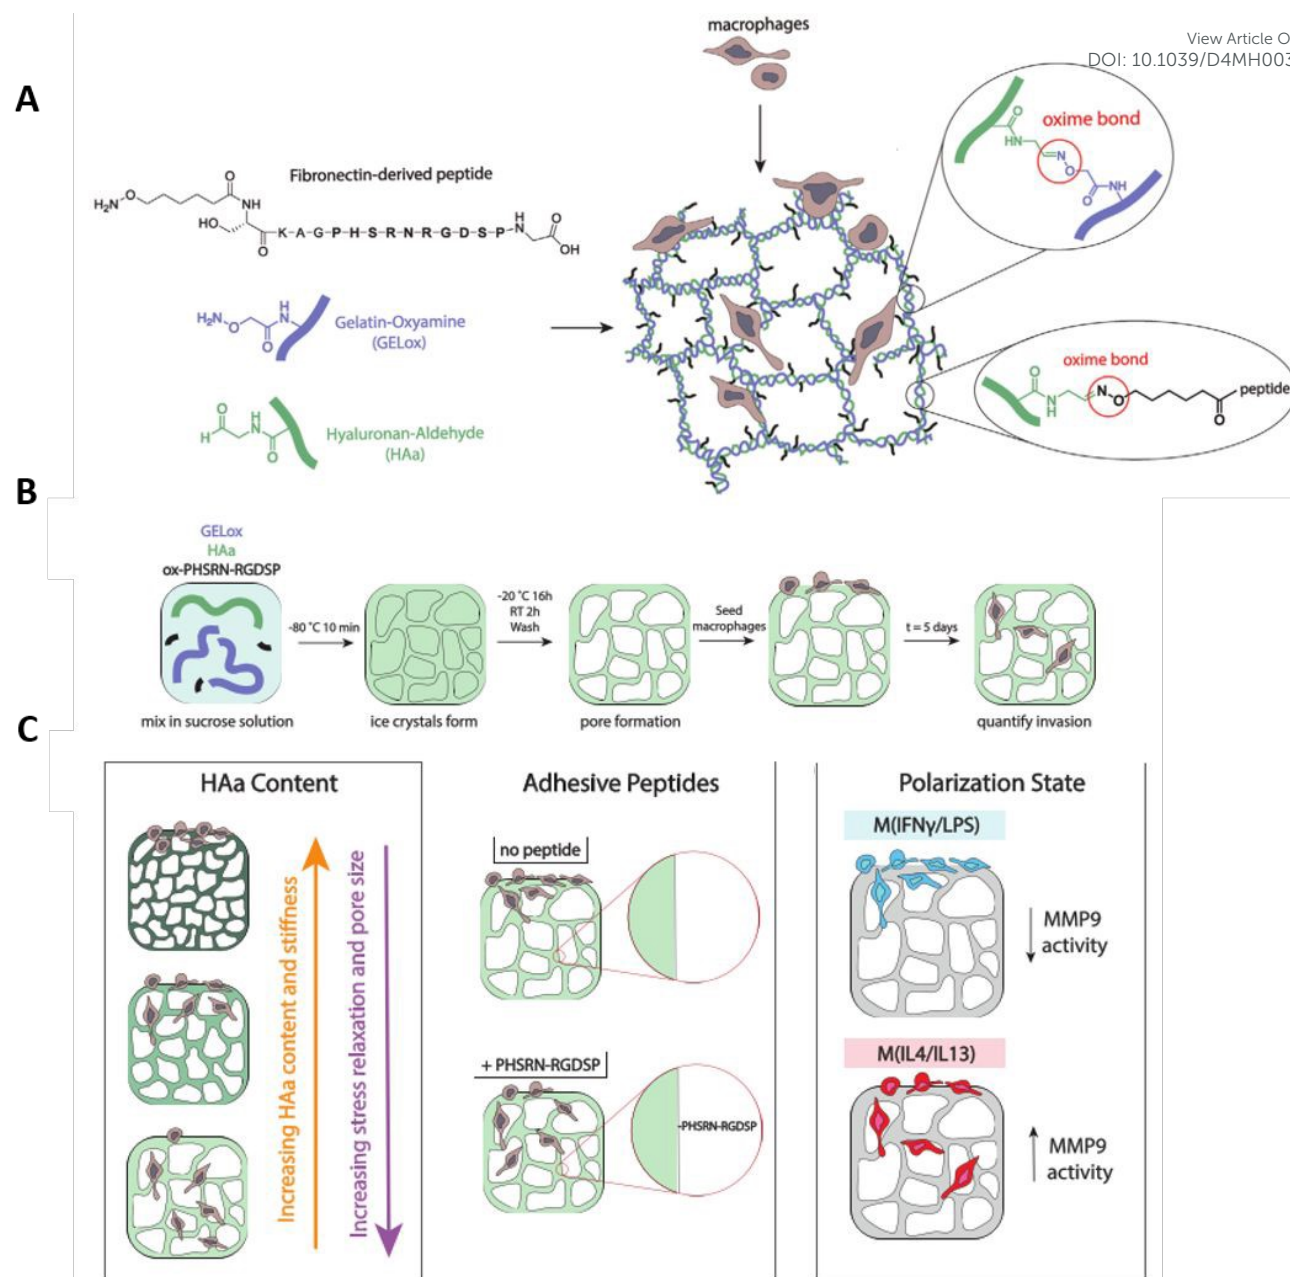 macrophages
View Article O
DOI: 10.1039/D4MH003
A
oxime bond
O
HN
N
O
O
NH
Fibronectin-derived peptide
H₂N
O
O
NH
HO
O
K A G P H S R N R G D S P
H
N
O
OH
H₂N
O
H
N
O
Gelatin-Oxyamine
(GELox)
oxime bond
O
N
H
N
O
O
peptide
O
H
H
N
O
Hyaluronan-Aldehyde
(HAa)
B
GELox
HAa
ox-PHSRN-RGDSP
-80 ˚C 10 min
-20 ˚C 16h
RT 2h
Wash
Seed
macrophages
t = 5 days
mix in sucrose solution
ice crystals form
pore formation
quantify invasion
C
HAa Content
Increasing HAa content and stiffness
Increasing stress relaxation and pore size
Adhesive Peptides
no peptide
+ PHSRN-RGDSP
-PHSRN-RGDSP
Polarization State
M(IFNγ/LPS)
MMP9
activity
M(IL4/IL13)
MMP9
activity